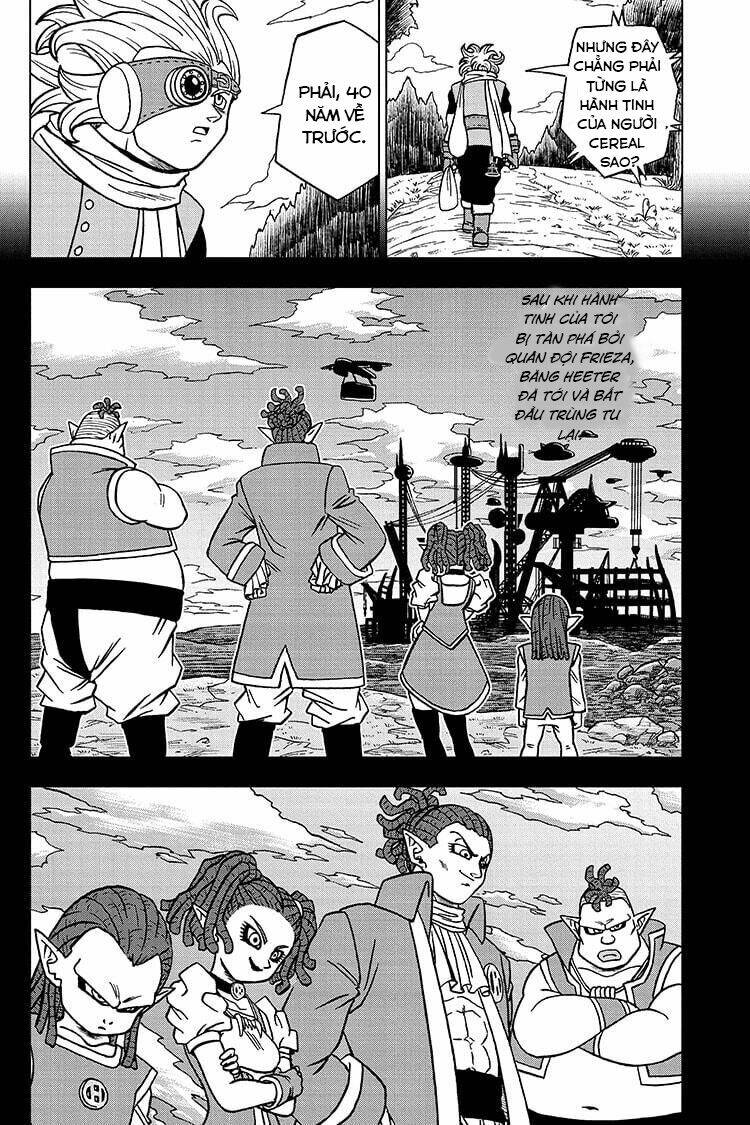 NHƯNG ĐÂY
CHẲNG PHẢI
TỪNG LÀ
HÀNH TINH
CỦA NGƯỜI
CEREAL
SAO?
PHẢI, 40
NĂM VỀ
TRƯỚC.
SAU KHI HÀNH
TINH CỦA TÔI
BỊ TÀN PHÁ BỞI
QUÂN ĐỘI FRIEZA,
BĂNG HEETER
ĐÃ TỚI VÀ BẮT
ĐẦU TRÙNG TU
LẠI.